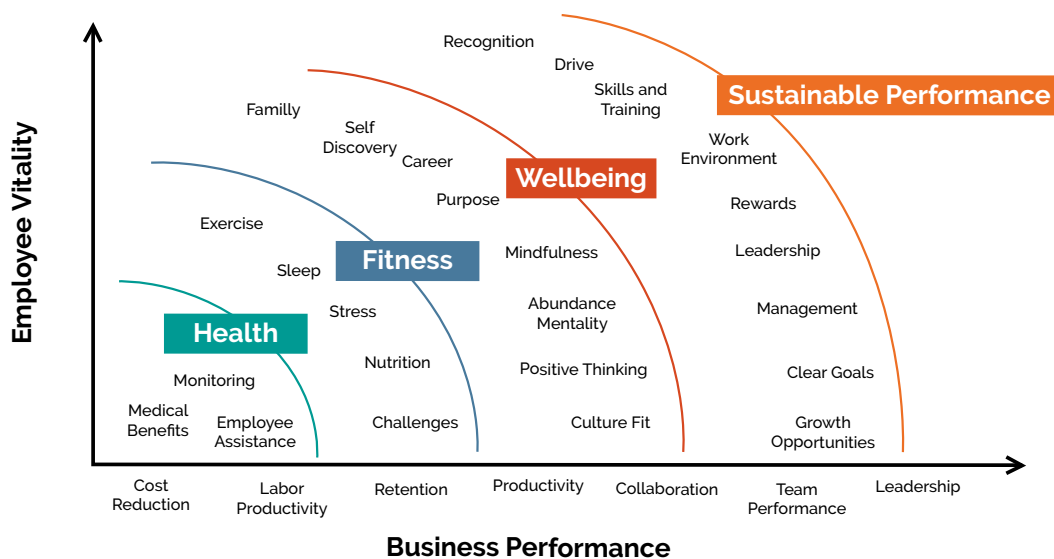 Recognition
Drive
Skills and
Training
Sustainable Performance
Familly
Self
Discovery
Career
Work
Environment
Wellbeing
Purpose
Rewards
Exercise
Mindfulness
Leadership
Fitness
Sleep
Abundance
Mentality
Stress
Management
Health
Nutrition
Positive Thinking
Clear Goals
Monitoring
Medical
Benefits
Employee
Assistance
Challenges
Culture Fit
Growth
Opportunities
Employee Vitality
Cost
Reduction
Labor
Productivity
Retention
Productivity
Collaboration
Team
Performance
Leadership
Business Performance